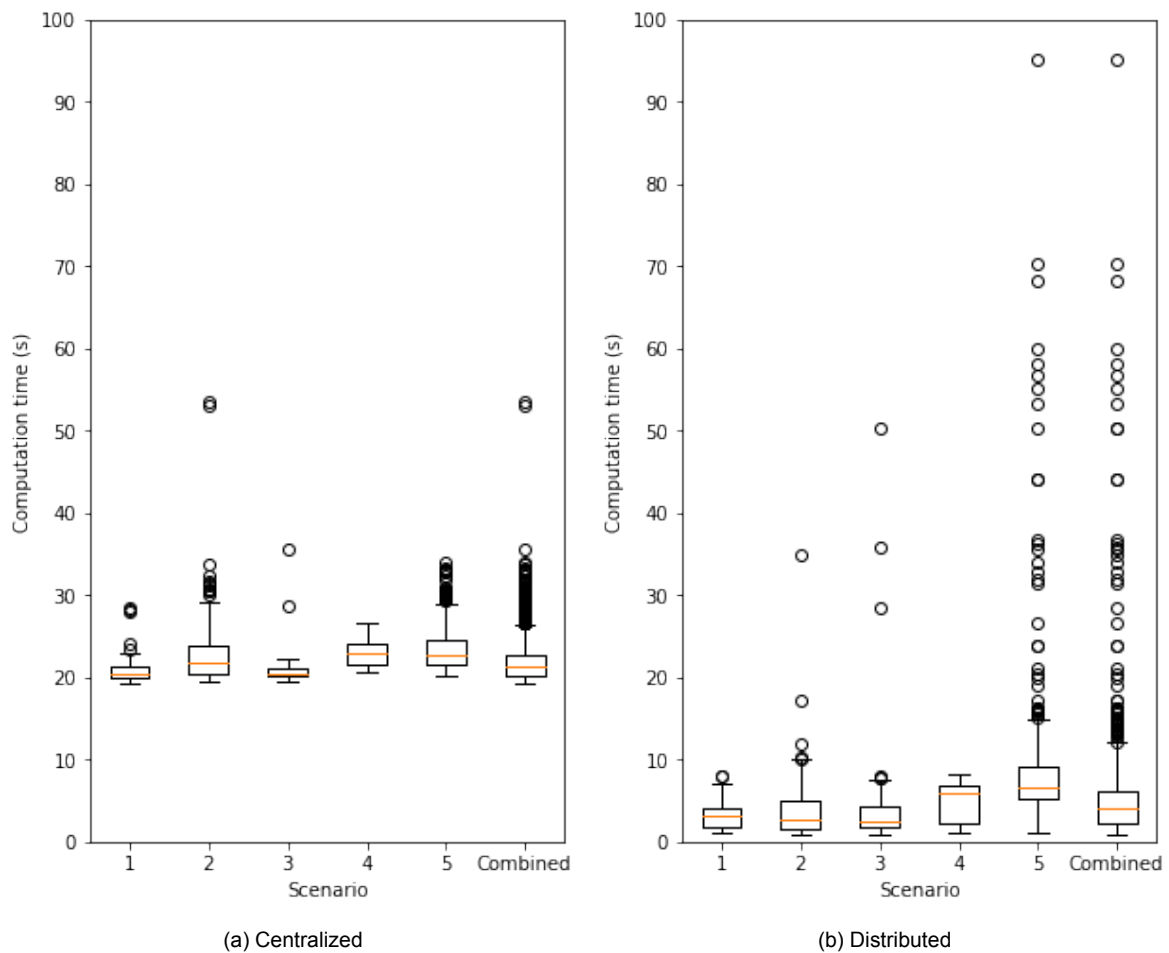 100
90
80
70
60
50
40
30
20
10
0
Computation time (s)
1 2 3 4 5 Combined
Scenario
(a) Centralized
100
90
80
70
60
50
40
30
20
10
0
Computation time (s)
1 2 3 4 5 Combined
Scenario
(b) Distributed